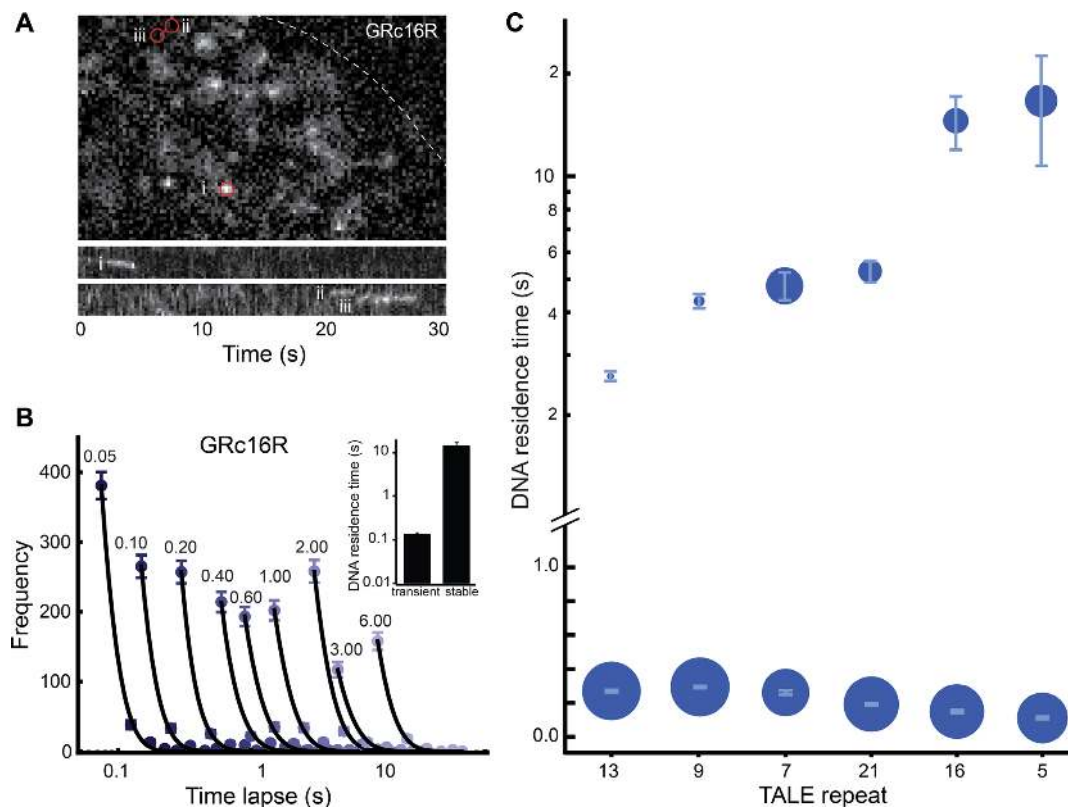 A
GRc16R
iii
ii
i
i
ii
iii
0
10
20
30
Time (s)
B
GRc16R
Frequency
400
300
200
100
0
0.05
0.10
0.20
0.40
0.60
1.00
2.00
3.00
6.00
0.1
1
10
Time lapse (s)
DNA residence time (s)
10
1
0.1
0.01
transient stable
C
DNA residence time (s)
2
10
8
6
4
2
1.0
0.0
13 9 7 21 16 5
TALE repeat